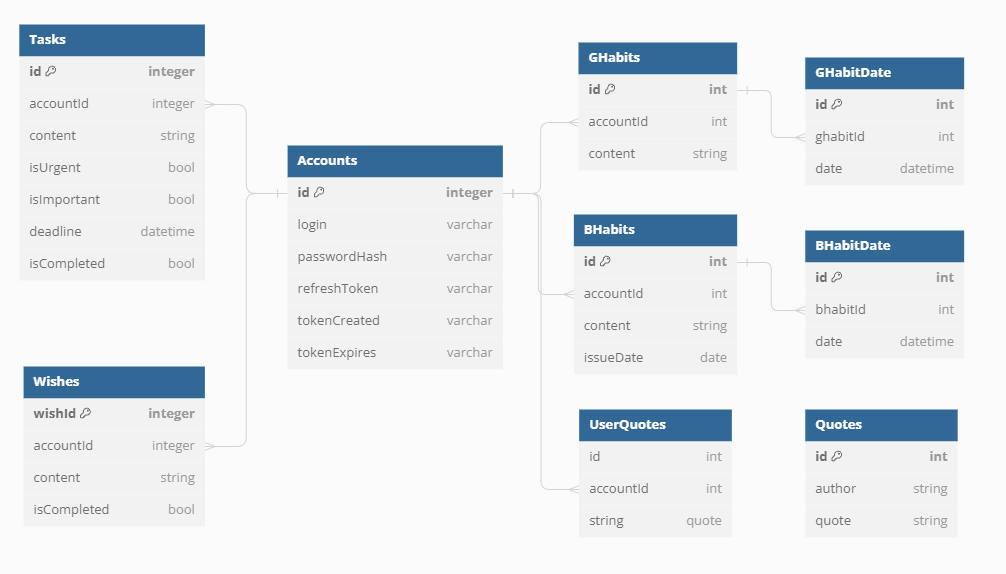 Tasks
id integer
accountId integer
content string
isUrgent bool
isImportant bool
deadline datetime
isCompleted bool
Wishes
wishId integer
accountId integer
content string
isCompleted bool
Accounts
id integer
login varchar
passwordHash varchar
refreshToken varchar
tokenCreated varchar
tokenExpires varchar
GHabits
id int
accountId int
content string
BHabits
id int
accountId int
content string
issueDate date
UserQuotes
id int
accountId int
string quote
GHabitDate
id int
ghabitId int
date datetime
BHabitDate
id int
bhabitId int
date datetime
Quotes
id int
author string
quote string